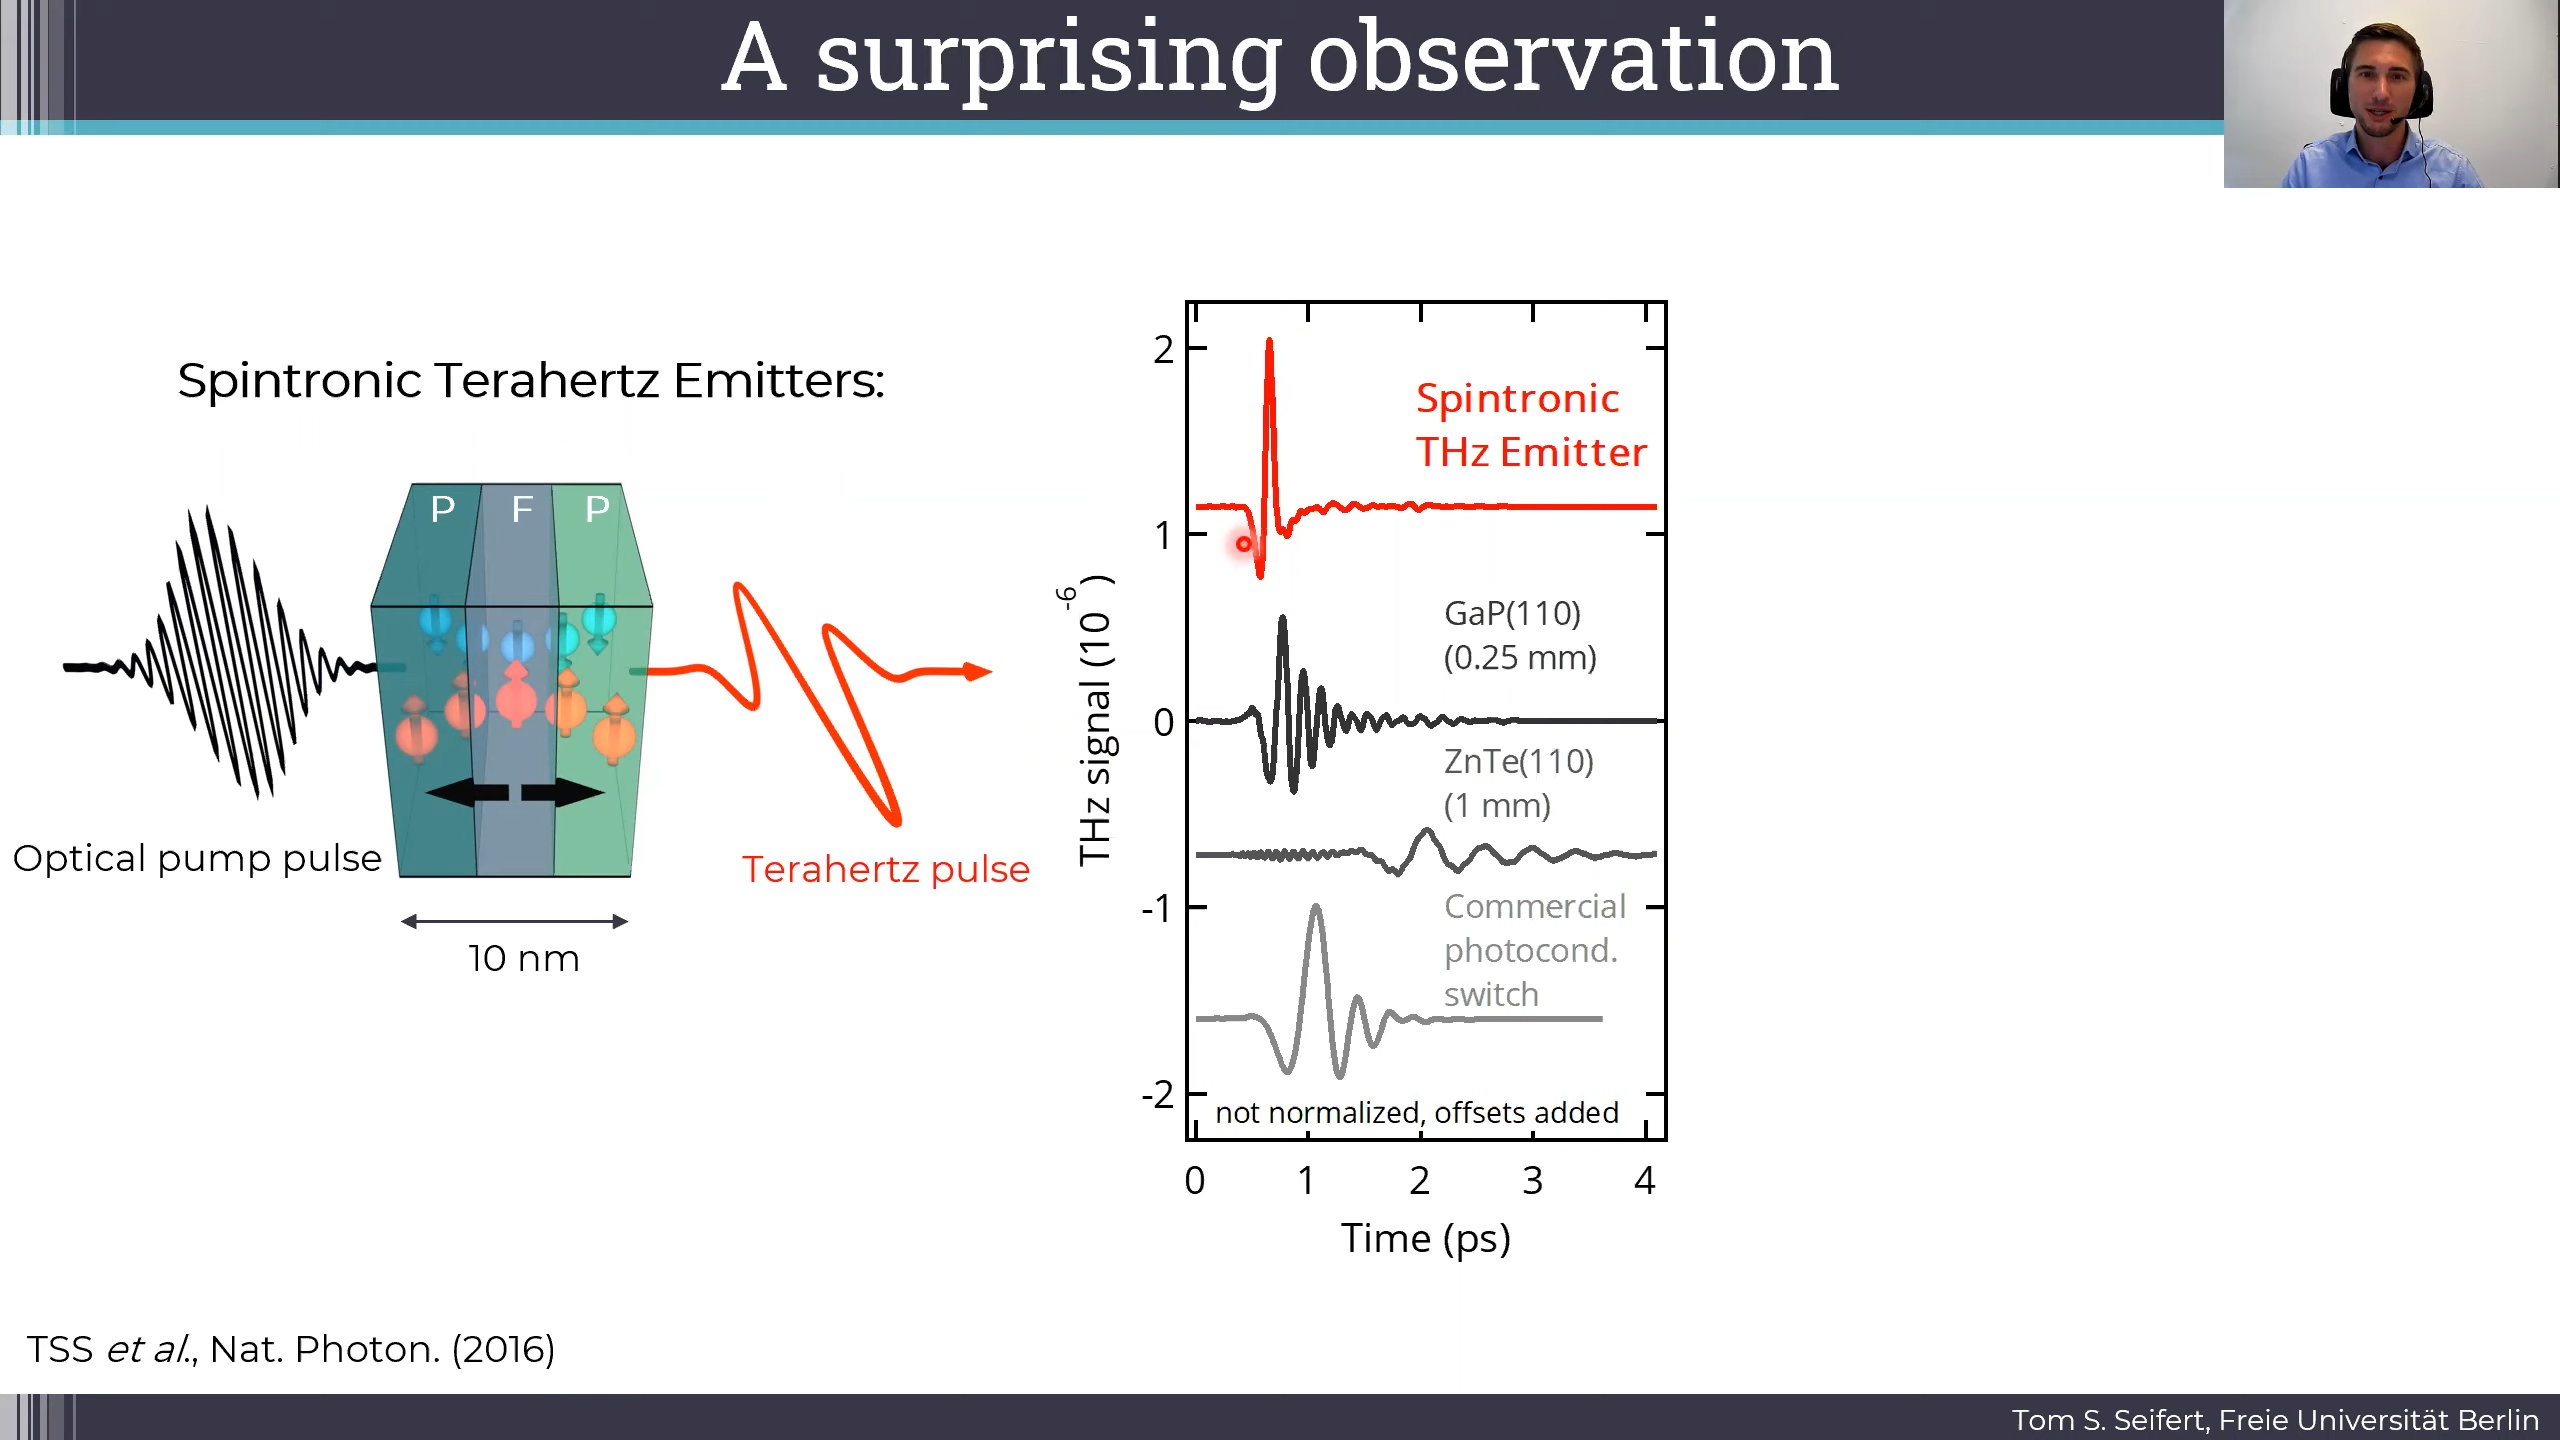 A surprising observation
Spintronic Terahertz Emitters:
P F P
Optical pump pulse
Terahertz pulse
10 nm
THz signal (10⁻⁶)
2
1
0
-1
-2
Spintronic
THz Emitter
GaP(110)
(0.25 mm)
ZnTe(110)
(1 mm)
Commercial
photocond.
switch
not normalized, offsets added
0 1 2 3 4
Time (ps)
TSS et al., Nat. Photon. (2016)
Tom S. Seifert, Freie Universität Berlin